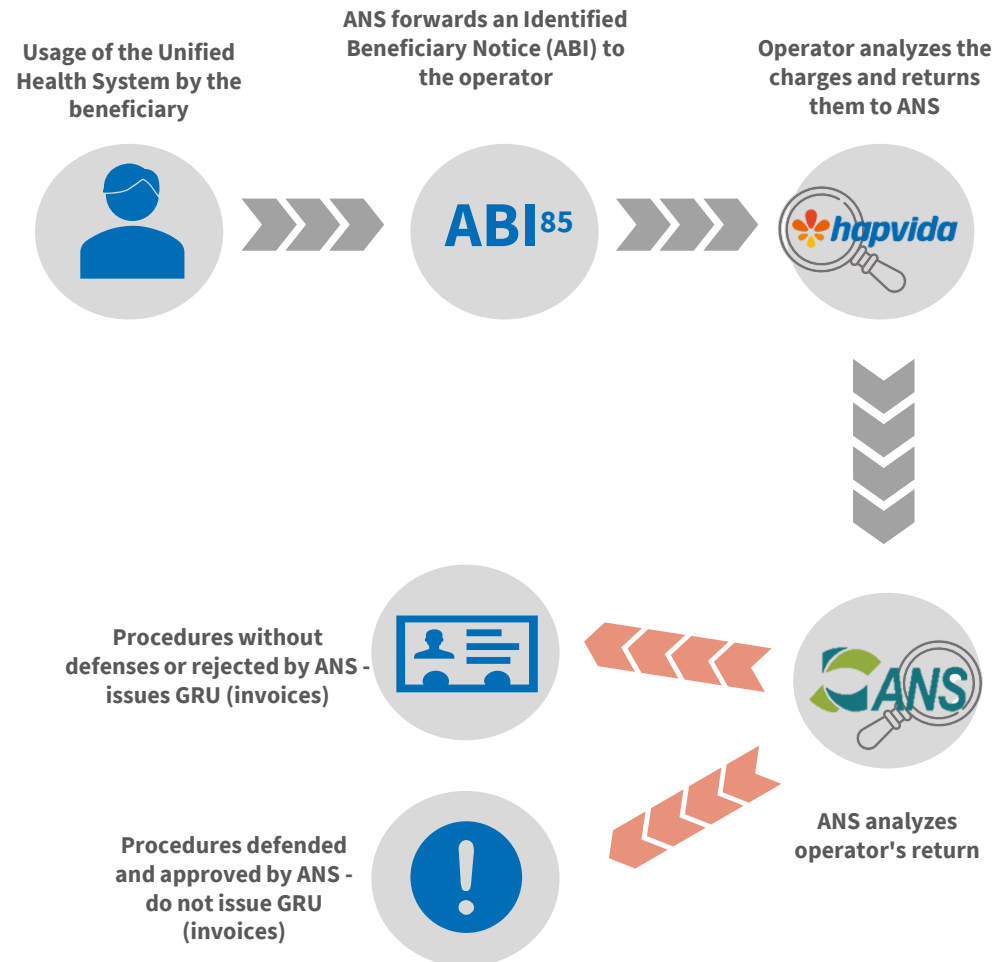 Usage of the Unified
Health System by the
beneficiary
ANS forwards an Identified
Beneficiary Notice (ABI) to
the operator
Operator analyzes the
charges and returns
them to ANS
ABI85
hapvida
Procedures without
defenses or rejected by ANS -
issues GRU (invoices)
ANS
ANS analyzes
operator's return
Procedures defended
and approved by ANS -
do not issue GRU
(invoices)